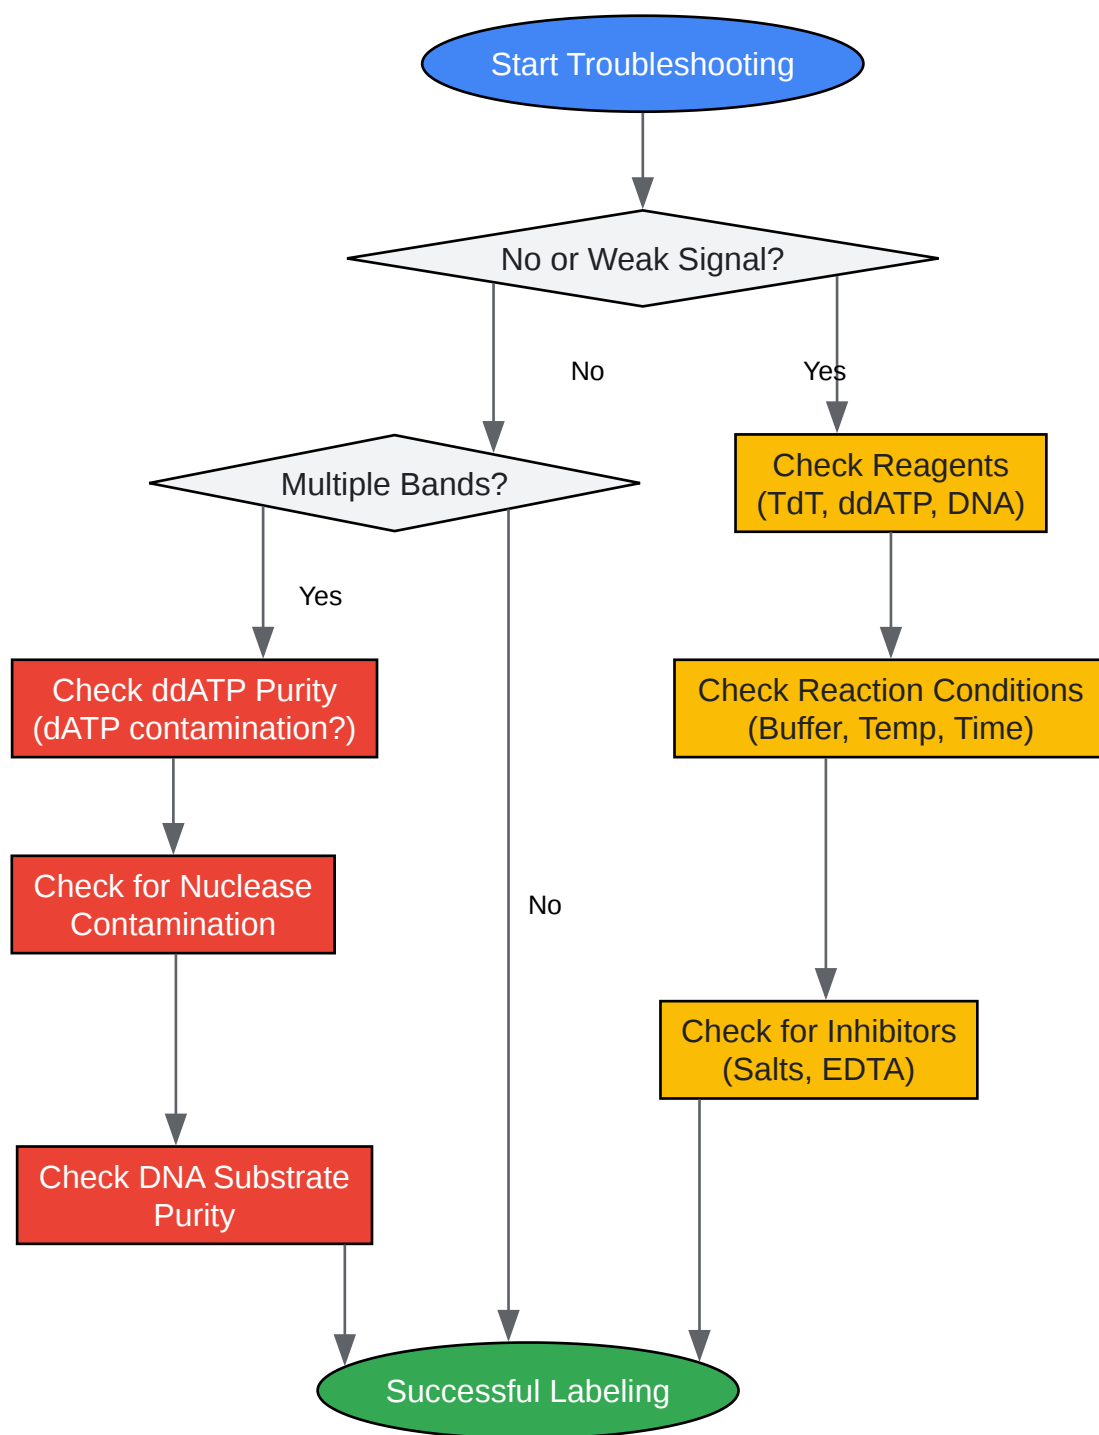 Start Troubleshooting
No or Weak Signal?
No
Yes
Multiple Bands?
Check Reagents
(TdT, ddATP, DNA)
Yes
Check ddATP Purity
(dATP contamination?)
Check Reaction Conditions
(Buffer, Temp, Time)
Check for Nuclease
Contamination
No
Check for Inhibitors
(Salts, EDTA)
Check DNA Substrate
Purity
Successful Labeling